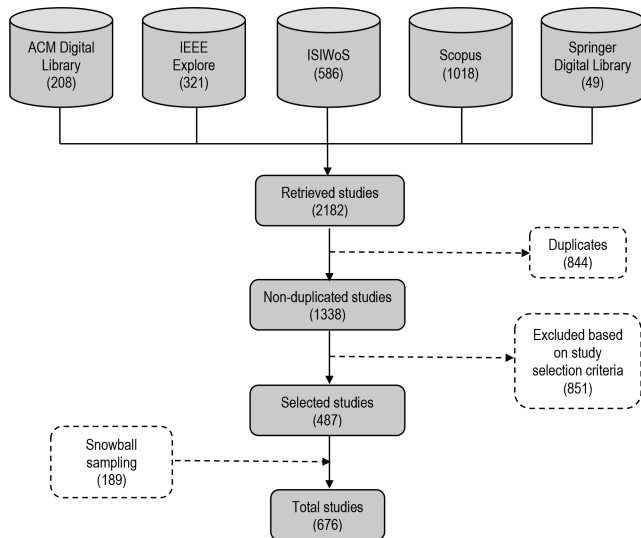 ACM Digital
Library
(208)
IEEE
Explore
(321)
ISIWoS
(586)
Scopus
(1018)
Springer
Digital Library
(49)
Retrieved studies
(2182)
Duplicates
(844)
Non-duplicated studies
(1338)
Excluded based
on study
selection criteria
(851)
Selected studies
(487)
Snowball
sampling
(189)
Total studies
(676)